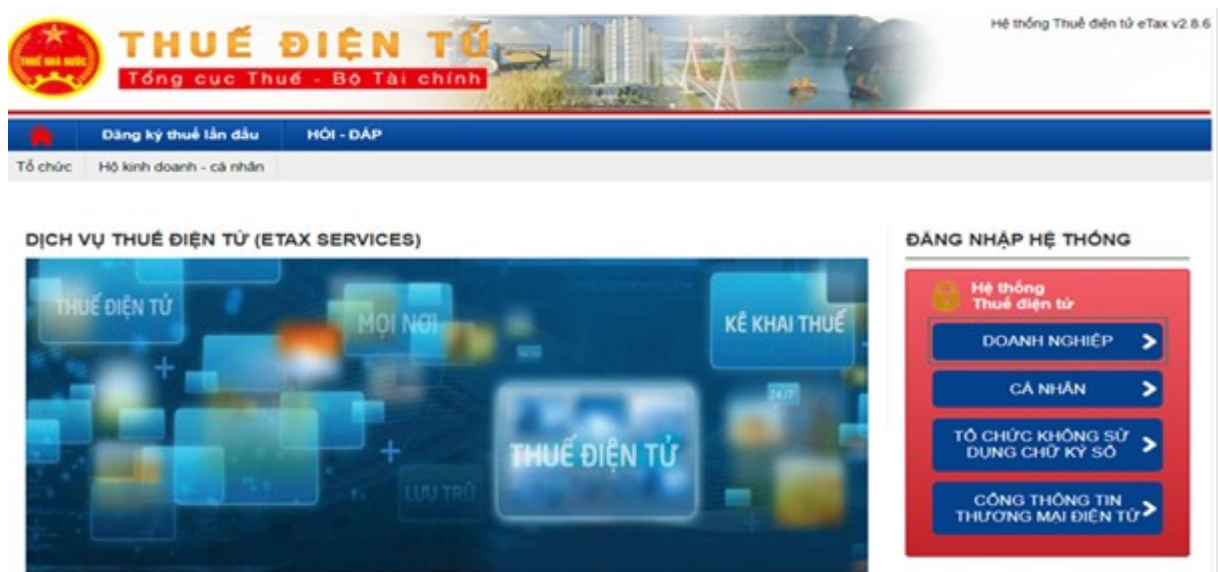 Hệ thống Thuế điện tử eTax v2.8.6
THUẾ NHÀ NƯỚC
THUẾ ĐIỆN TỬ
Tổng cục Thuế - Bộ Tài chính
Đăng ký thuế lần đầu
HỎI - ĐÁP
Tổ chức
Hộ kinh doanh - cá nhân
DỊCH VỤ THUẾ ĐIỆN TỬ (ETAX SERVICES)
ĐĂNG NHẬP HỆ THỐNG
THUẾ ĐIỆN TỬ
MỌI NƠI
KÊ KHAI THUẾ
24/7
THUẾ ĐIỆN TỬ
LƯU TRỮ
Hệ thống
Thuế điện tử
DOANH NGHIỆP
CÁ NHÂN
TỔ CHỨC KHÔNG SỬ
DỤNG CHỮ KÝ SỐ
CỔNG THÔNG TIN
THƯƠNG MẠI ĐIỆN TỬ